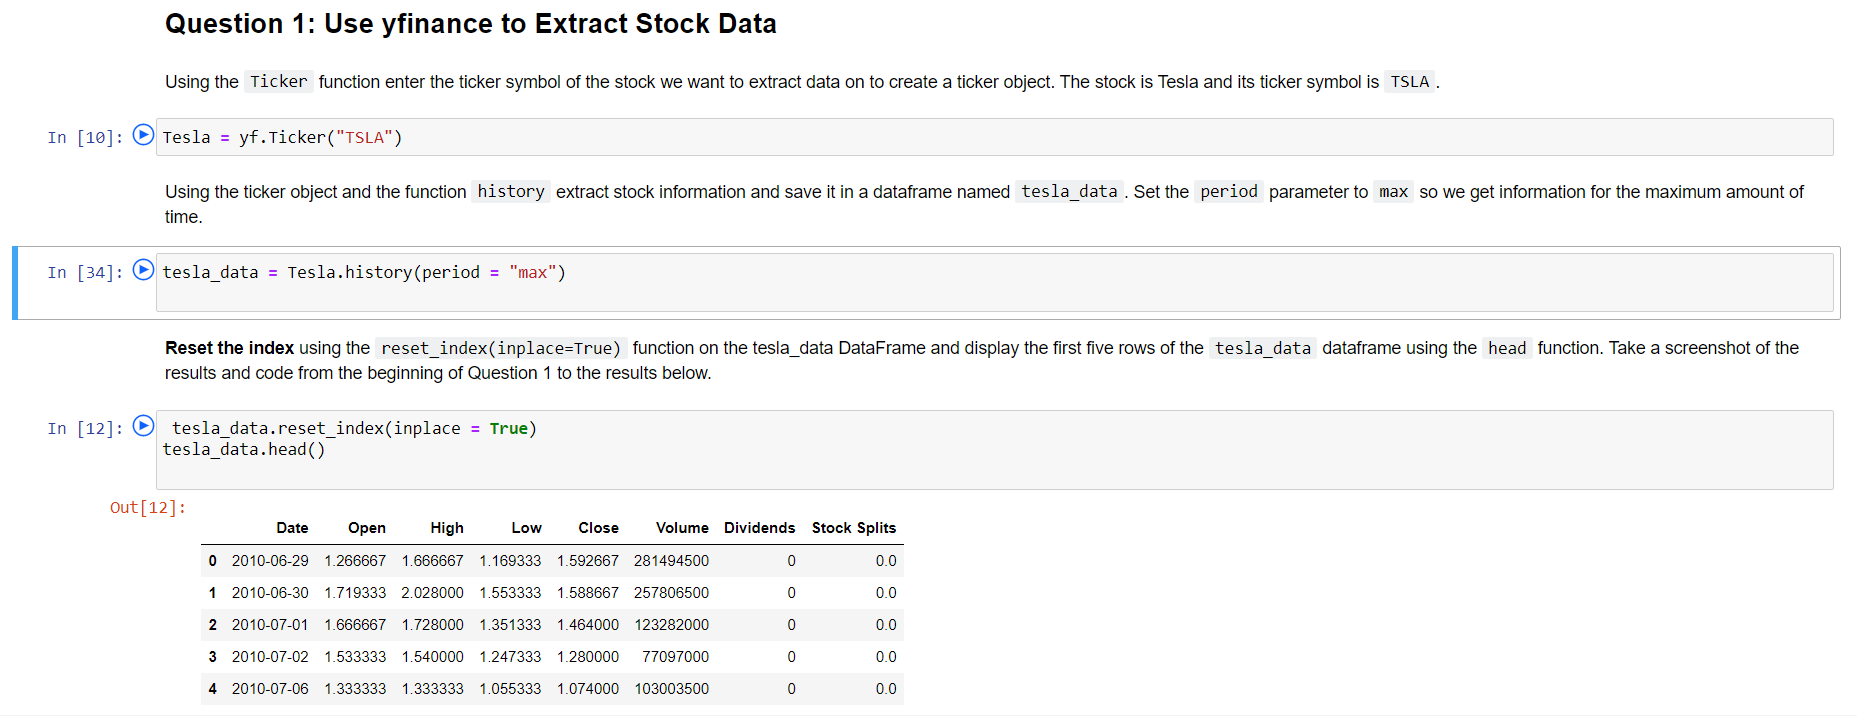 Question 1: Use yfinance to Extract Stock Data
Using the Ticker function enter the ticker symbol of the stock we want to extract data on to create a ticker object. The stock is Tesla and its ticker symbol is TSLA .
In [10]: Tesla = yf.Ticker("TSLA")
Using the ticker object and the function history extract stock information and save it in a dataframe named tesla_data . Set the period parameter to max so we get information for the maximum amount of
time.
In [34]: tesla_data = Tesla.history(period = "max")
Reset the index using the reset_index(inplace=True) function on the tesla_data DataFrame and display the first five rows of the tesla_data dataframe using the head function. Take a screenshot of the
results and code from the beginning of Question 1 to the results below.
In [12]: tesla_data.reset_index(inplace = True)
tesla_data.head()
Out[12]:
Date Open High Low Close Volume Dividends Stock Splits
0 2010-06-29 1.266667 1.666667 1.169333 1.592667 281494500 0 0.0
1 2010-06-30 1.719333 2.028000 1.553333 1.588667 257806500 0 0.0
2 2010-07-01 1.666667 1.728000 1.351333 1.464000 123282000 0 0.0
3 2010-07-02 1.533333 1.540000 1.247333 1.280000 77097000 0 0.0
4 2010-07-06 1.333333 1.333333 1.055333 1.074000 103003500 0 0.0